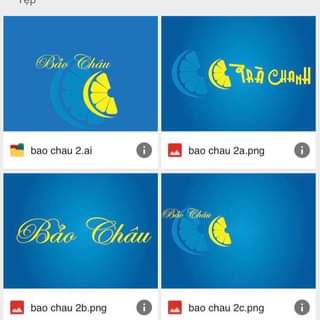 Tệp
Bảo Châu
TRÀ CHANH
bao chau 2.ai
bao chau 2a.png
Bảo Châu
Bảo Châu
bao chau 2b.png
bao chau 2c.png